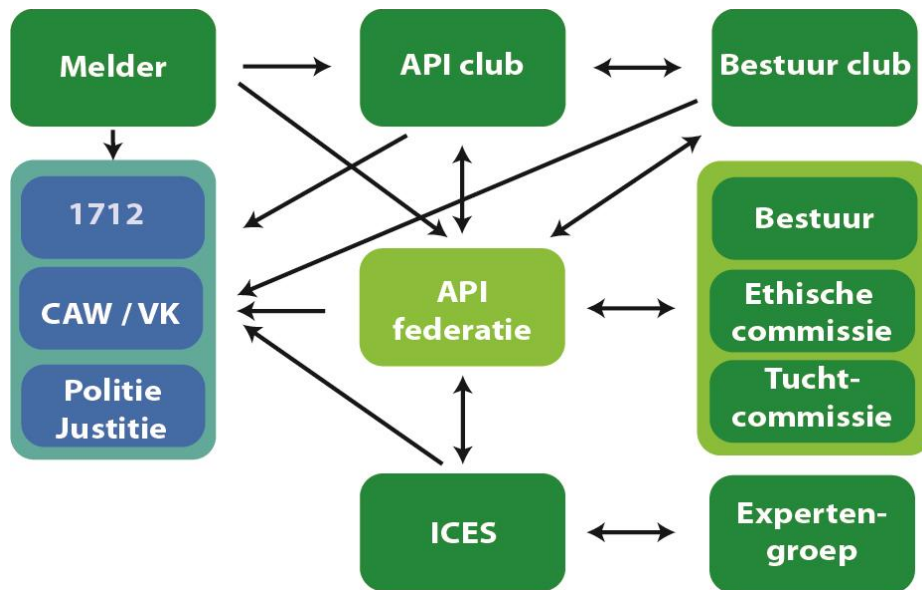 Melder
API club
Bestuur club
1712
CAW / VK
Politie
Justitie
API
federatie
Bestuur
Ethische
commissie
Tucht-
commissie
ICES
Experten-
groep